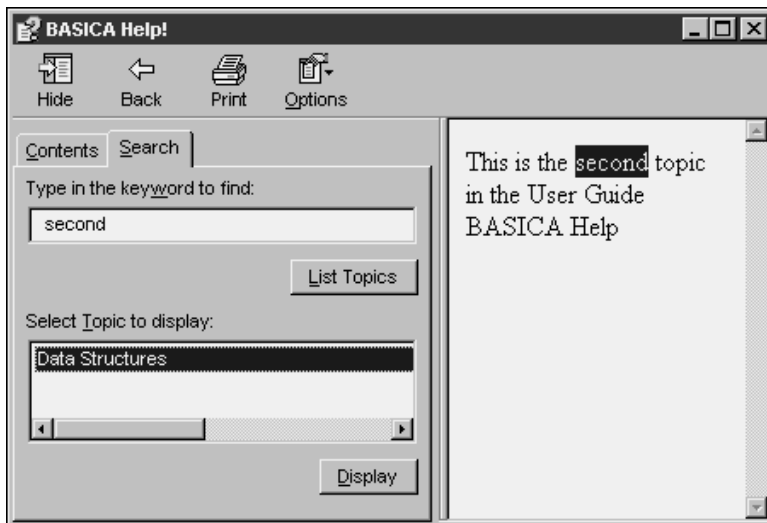 BASICA Help!
Hide Back Print Options
Contents Search
Type in the keyword to find:
second
List Topics
Select Topic to display:
Data Structures
Display
This is the second topic
in the User Guide
BASICA Help